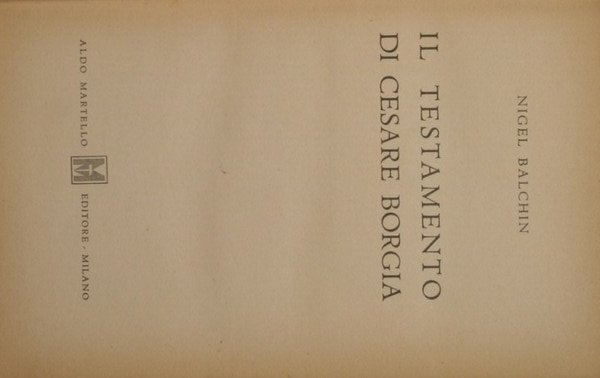 NIGEL BALCHIN
IL TESTAMENTO
DI CESARE BORGIA
ALDO MARTELLO EDITORE - MILANO